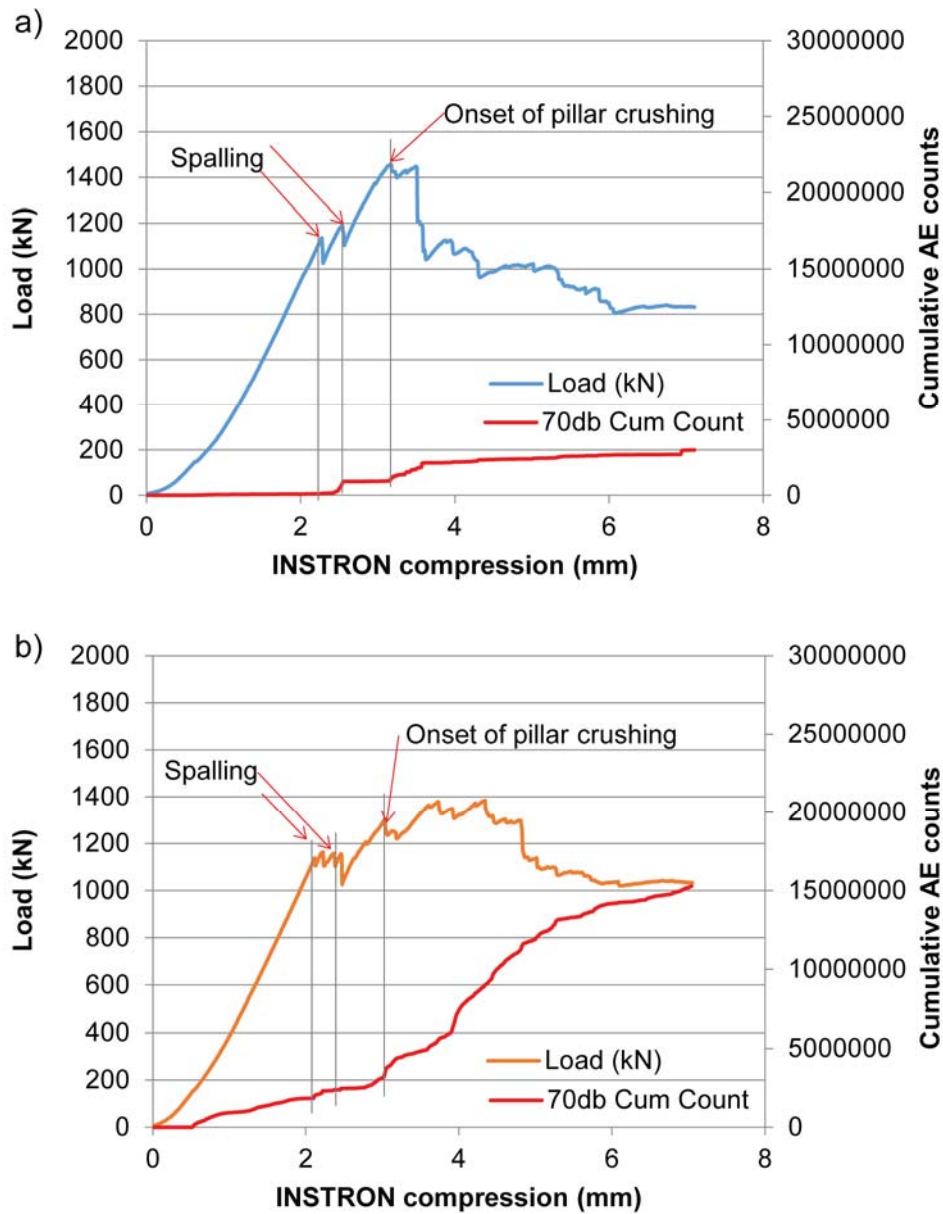 a)
2000
1800
1600
1400
1200
1000
800
600
400
200
0
Load (kN)
30000000
25000000
20000000
15000000
10000000
5000000
0
Cumulative AE counts
Onset of pillar crushing
Spalling
Load (kN)
70db Cum Count
0 2 4 6 8
INSTRON compression (mm)
b)
2000
1800
1600
1400
1200
1000
800
600
400
200
0
Load (kN)
30000000
25000000
20000000
15000000
10000000
5000000
0
Cumulative AE counts
Onset of pillar crushing
Spalling
Load (kN)
70db Cum Count
0 2 4 6 8
INSTRON compression (mm)